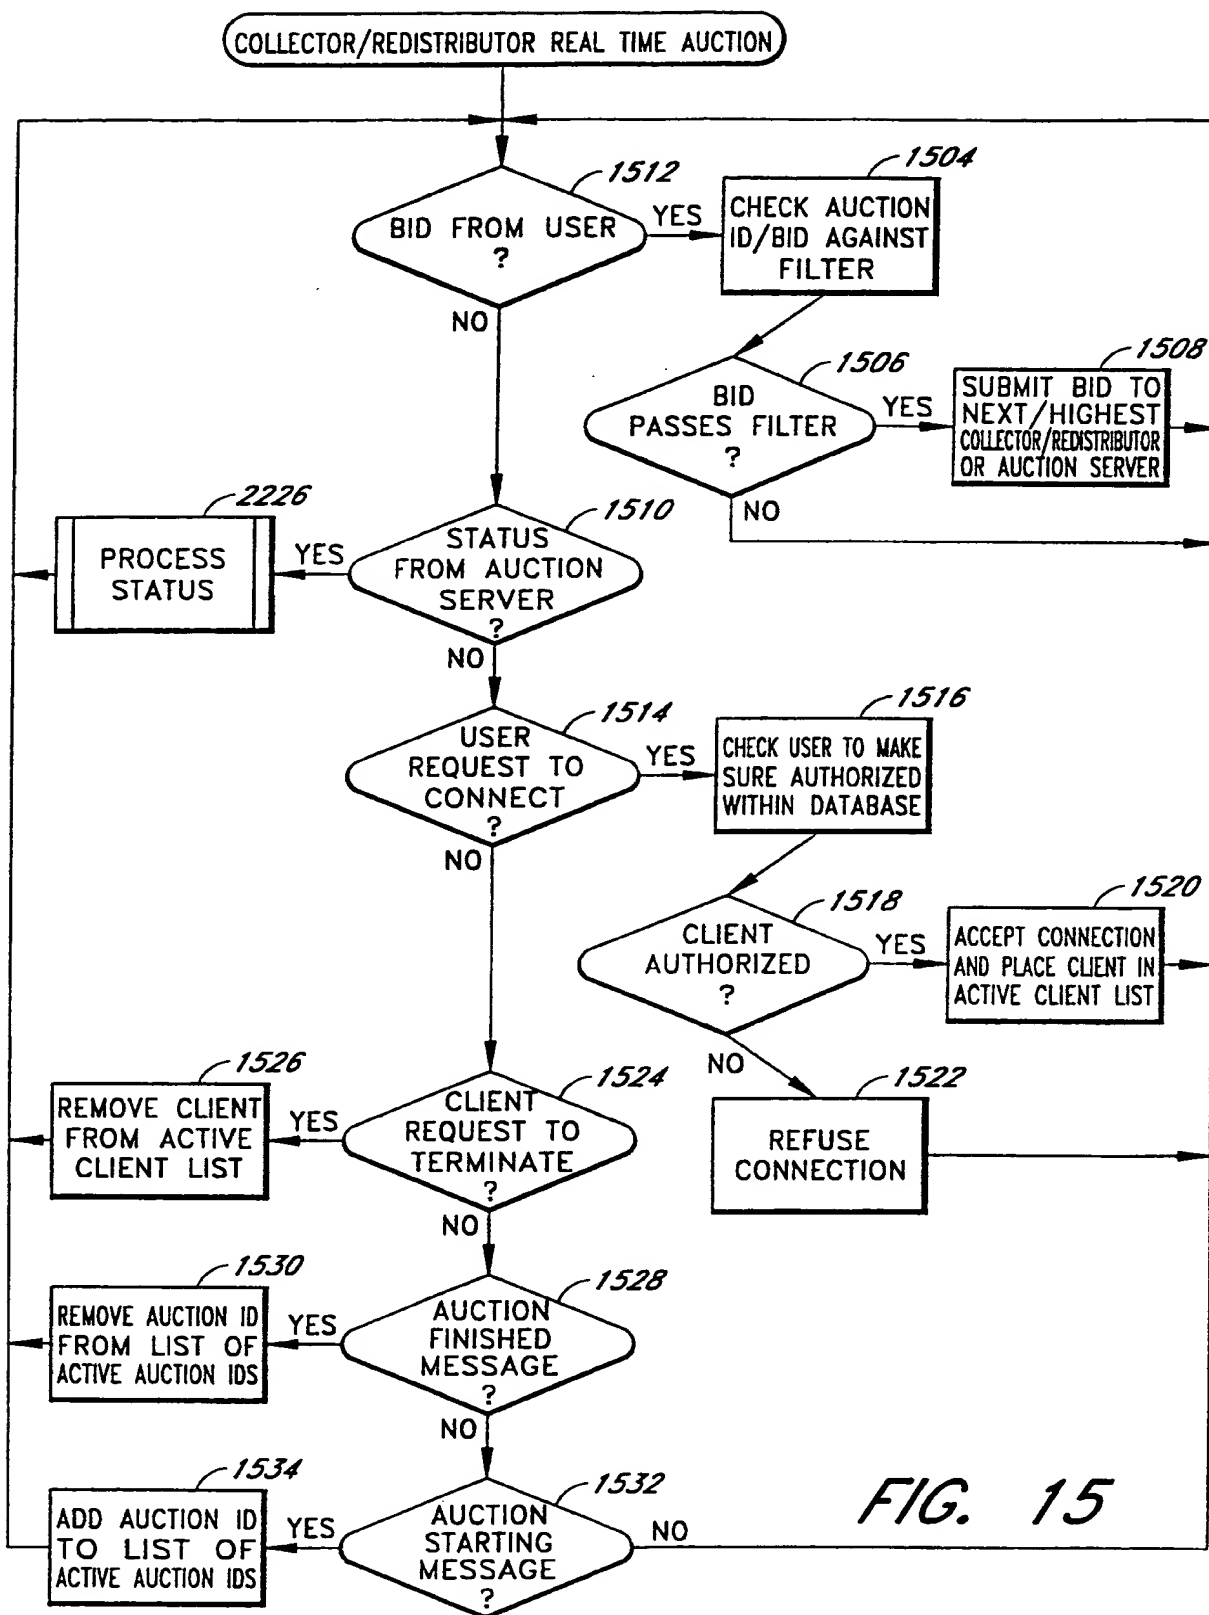 COLLECTOR/REDISTRIBUTOR REAL TIME AUCTION
1512
BID FROM USER
?
YES
NO
1504
CHECK AUCTION
ID/BID AGAINST
FILTER
1506
BID
PASSES FILTER
?
YES
NO
1508
SUBMIT BID TO
NEXT/HIGHEST
COLLECTOR/REDISTRIBUTOR
OR AUCTION SERVER
1510
STATUS
FROM AUCTION
SERVER
?
YES
NO
2226
PROCESS
STATUS
1514
USER
REQUEST TO
CONNECT
?
YES
NO
1516
CHECK USER TO MAKE
SURE AUTHORIZED
WITHIN DATABASE
1518
CLIENT
AUTHORIZED
?
YES
NO
1520
ACCEPT CONNECTION
AND PLACE CLIENT IN
ACTIVE CLIENT LIST
1522
REFUSE
CONNECTION
1524
CLIENT
REQUEST TO
TERMINATE
?
YES
NO
1526
REMOVE CLIENT
FROM ACTIVE
CLIENT LIST
1528
AUCTION
FINISHED
MESSAGE
?
YES
NO
1530
REMOVE AUCTION ID
FROM LIST OF
ACTIVE AUCTION IDS
1532
AUCTION
STARTING
MESSAGE
?
YES
NO
1534
ADD AUCTION ID
TO LIST OF
ACTIVE AUCTION IDS
FIG. 15